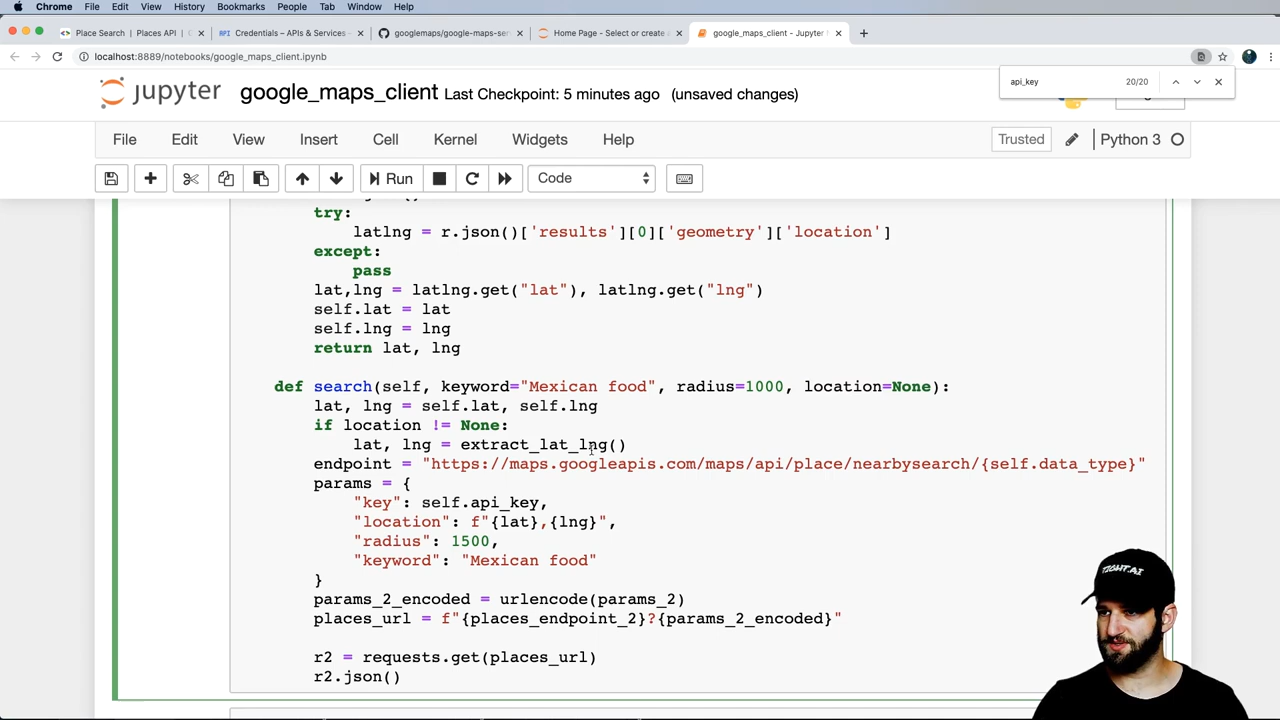 Chrome File Edit View History Bookmarks People Tab Window Help
Place Search | Places API | × Credentials – APIs & Services × googlemaps/google-maps-ser × Home Page - Select or create × google_maps_client - Jupyter × +
localhost:8889/notebooks/google_maps_client.ipynb
api_key 20/20
jupyter google_maps_client Last Checkpoint: 5 minutes ago (unsaved changes)
File Edit View Insert Cell Kernel Widgets Help Trusted Python 3
Run Code
try:
latlng = r.json()['results'][0]['geometry']['location']
except:
pass
lat,lng = latlng.get("lat"), latlng.get("lng")
self.lat = lat
self.lng = lng
return lat, lng
def search(self, keyword="Mexican food", radius=1000, location=None):
lat, lng = self.lat, self.lng
if location != None:
lat, lng = extract_lat_lng()
endpoint = "https://maps.googleapis.com/maps/api/place/nearbysearch/{self.data_type}"
params = {
"key": self.api_key,
"location": f"{lat},{lng}",
"radius": 1500,
"keyword": "Mexican food"
}
params_2_encoded = urlencode(params_2)
places_url = f"{places_endpoint_2}?{params_2_encoded}"
r2 = requests.get(places_url)
r2.json()
TIGHT.AI